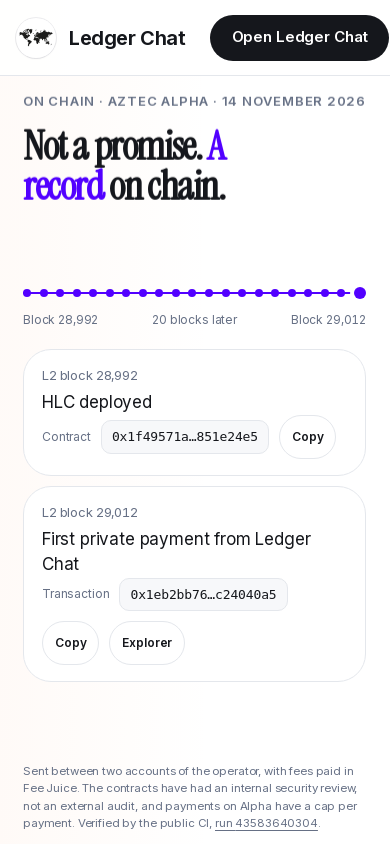 Ledger Chat
Open Ledger Chat
ON CHAIN · AZTEC ALPHA · 14 NOVEMBER 2026
Not a promise. A
record on chain.
Block 28,992
20 blocks later
Block 29,012
L2 block 28,992
HLC deployed
Contract 0x1f49571a…851e24e5 Copy
L2 block 29,012
First private payment from Ledger
Chat
Transaction 0x1eb2bb76…c24040a5
Copy Explorer
Sent between two accounts of the operator, with fees paid in
Fee Juice. The contracts have had an internal security review,
not an external audit, and payments on Alpha have a cap per
payment. Verified by the public CI, run 43583640304.